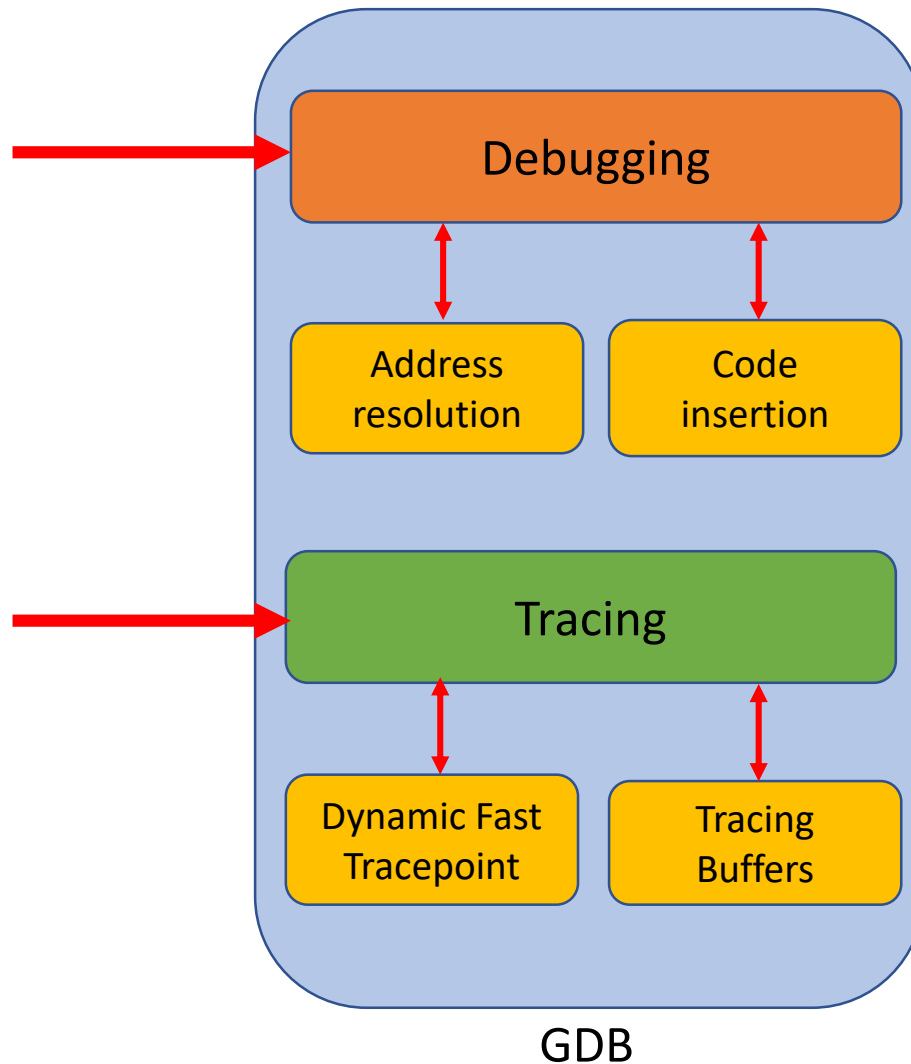 Debugging
Address
resolution
Code
insertion
Tracing
Dynamic Fast
Tracepoint
Tracing
Buffers
GDB